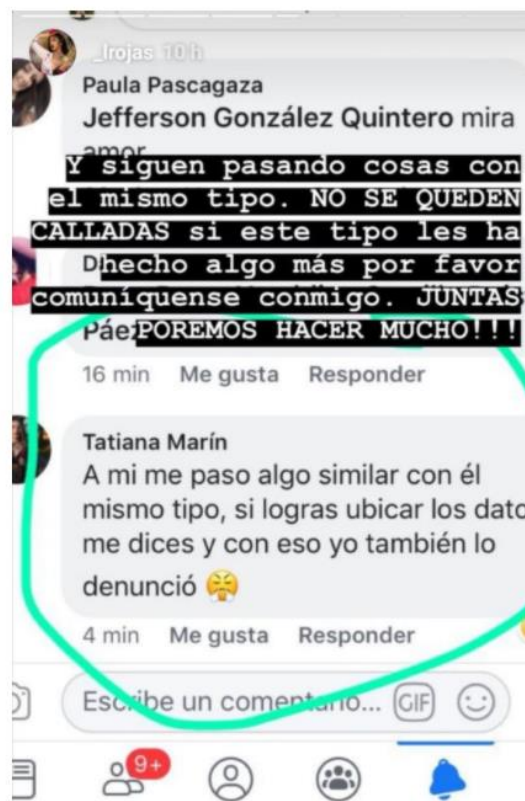 _lrojas 10 h
Paula Pascagaza
Jefferson González Quintero mira
amor
Y siguen pasando cosas con
el mismo tipo. NO SE QUEDEN
CALLADAS si este tipo les ha
hecho algo más por favor
comuníquense conmigo. JUNTAS
Páez POREMOS HACER MUCHO!!!
16 min Me gusta Responder
Tatiana Marín
A mi me paso algo similar con él
mismo tipo, si logras ubicar los dato
me dices y con eso yo también lo
denunció
4 min Me gusta Responder
Escribe un comentario... GIF
9+